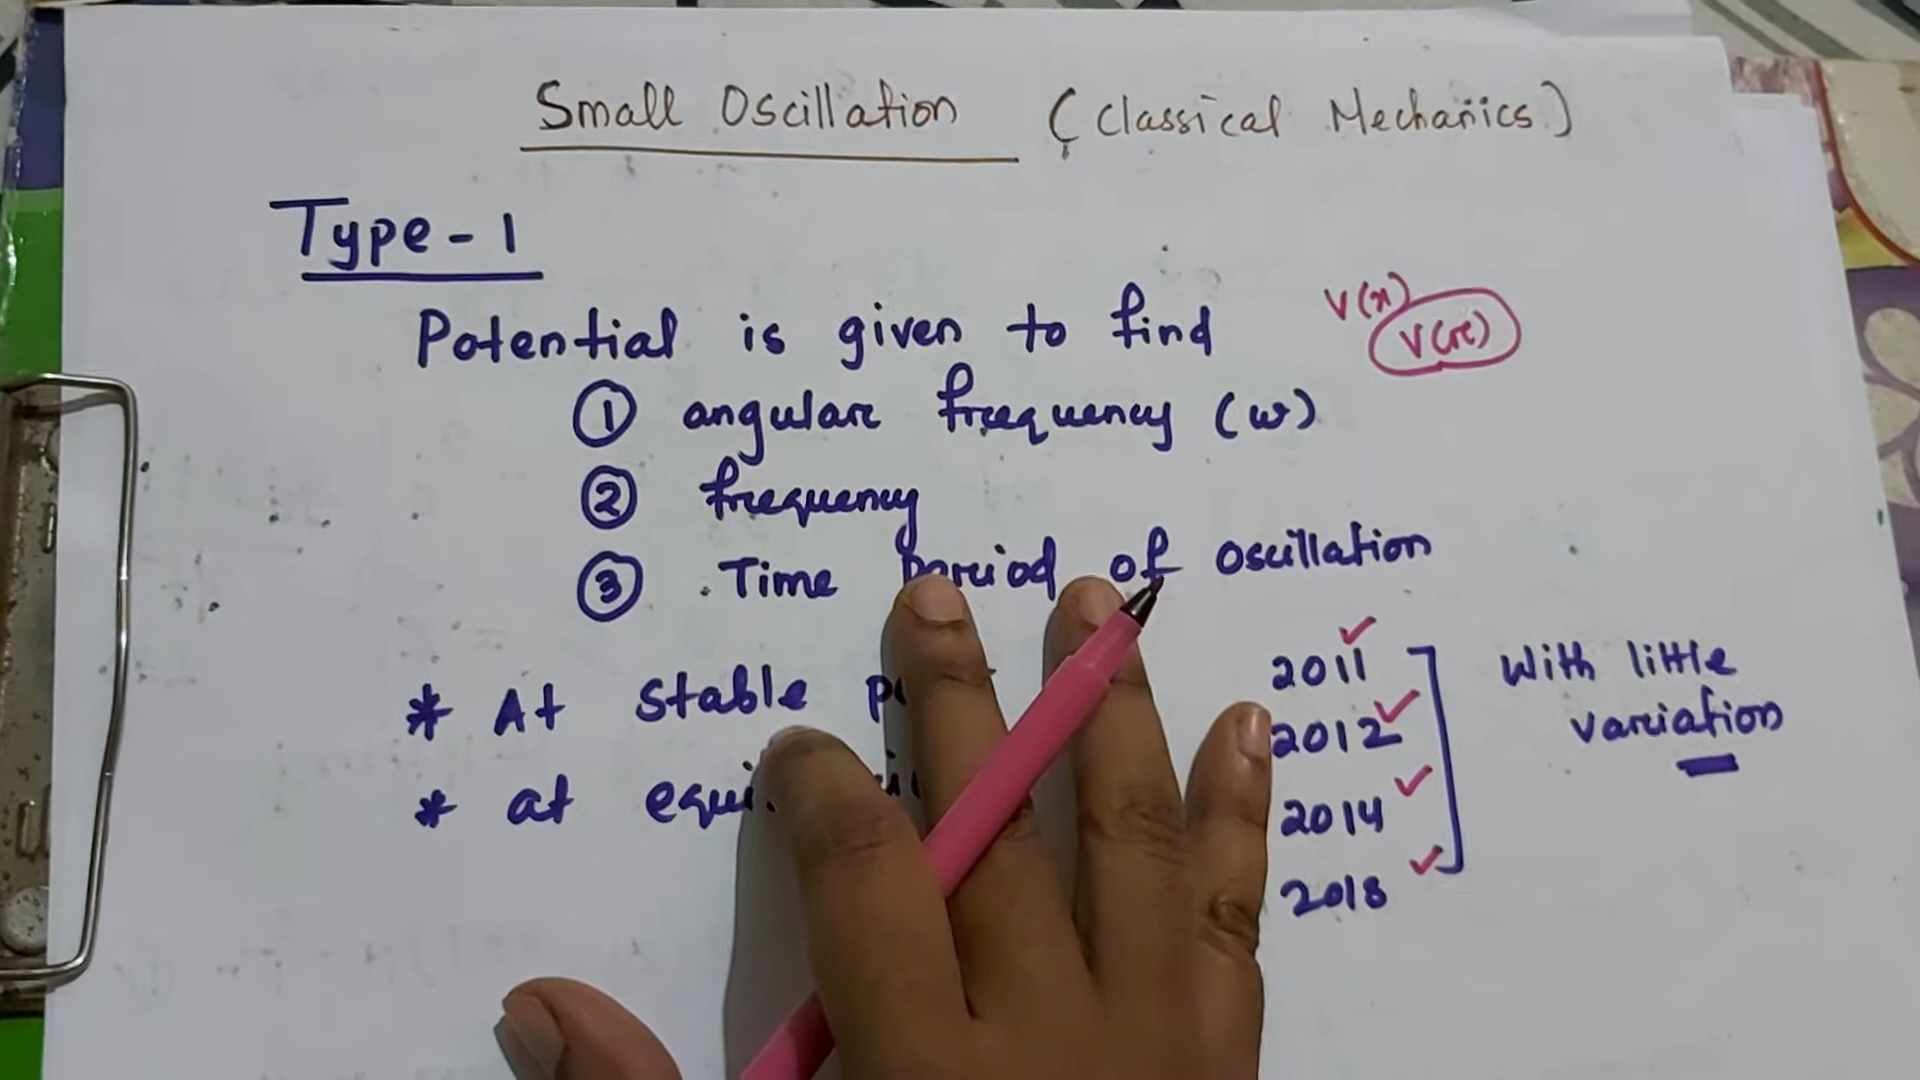 Small Oscillation (Classical Mechanics)
Type-1
Potential is given to find
V(x)
V(r)
① angular frequency (ω)
② frequency
③ Time period of oscillation
* At stable
* at
2011 ✓
2012 ✓
2014 ✓
2018 ✓
With little
variation